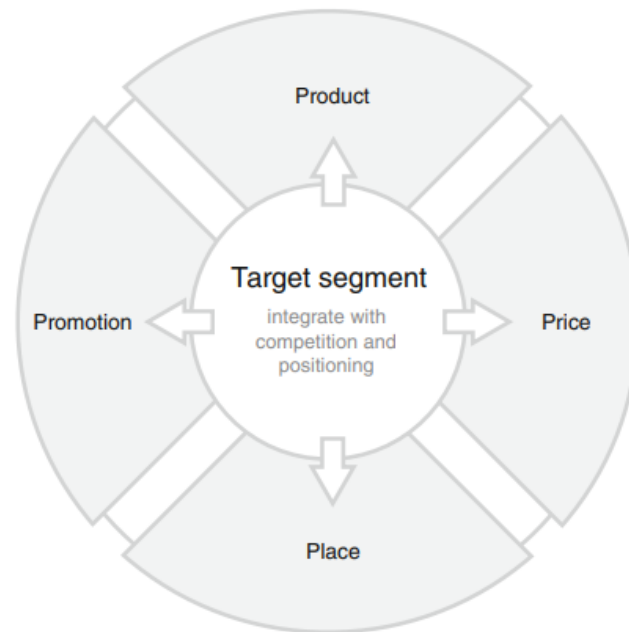 Product
Target segment
integrate with
competition and
positioning
Promotion
Price
Place